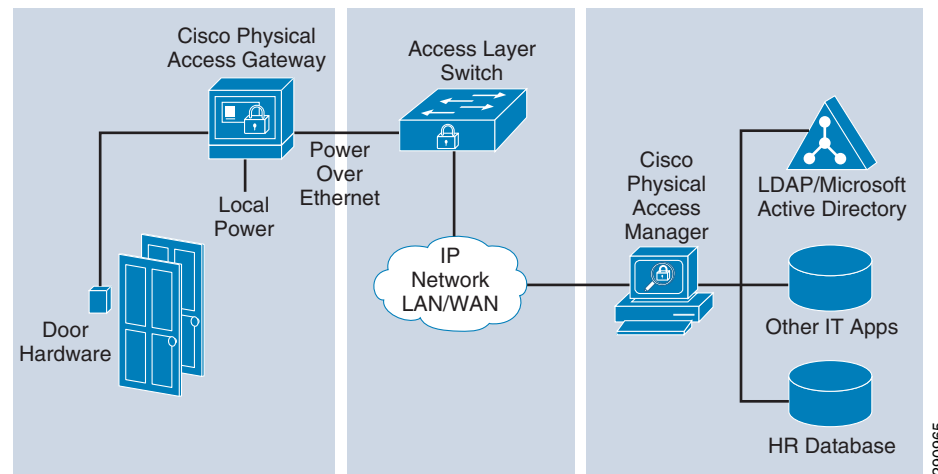 Cisco Physical
Access Gateway
Access Layer
Switch
Power
Over
Ethernet
Local
Power
Door
Hardware
IP
Network
LAN/WAN
Cisco
Physical
Access
Manager
LDAP/Microsoft
Active Directory
Other IT Apps
HR Database